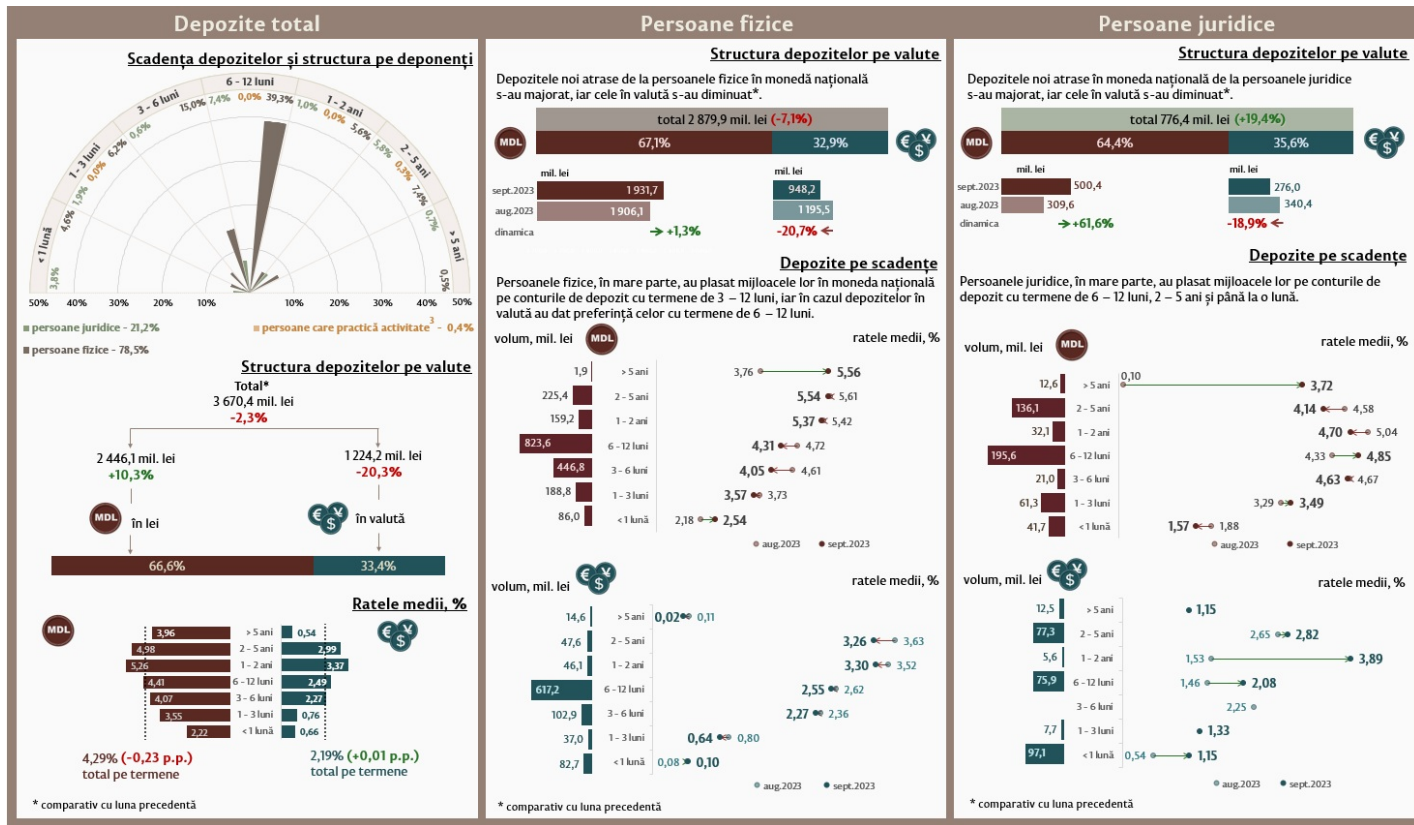 Depozite total
Scadența depozitelor și structura pe deponenți
6 - 12 luni
3 - 6 luni
1 - 2 ani
1 - 3 luni
2 - 5 ani
< 1 lună
> 5 ani
3,8%
4,6%
1,9%
0,0%
6,2%
0,6%
15,0%
7,4%
0,0%
39,3%
1,0%
0,0%
5,6%
5,8%
0,3%
7,4%
0,7%
0,5%
50% 40% 30% 20% 10% 10% 20% 30% 40% 50%
persoane juridice - 21,2%
persoane care practică activitate3 - 0,4%
persoane fizice - 78,5%
Structura depozitelor pe valute
Total*
3 670,4 mil. lei
-2,3%
2 446,1 mil. lei
+10,3%
1 224,2 mil. lei
-20,3%
MDL în lei
€ ¥ $ în valută
66,6% 33,4%
Ratele medii, %
MDL
€ ¥ $
3,96 > 5 ani 0,54
4,98 2 - 5 ani 2,99
5,26 1 - 2 ani 3,37
4,41 6 - 12 luni 2,49
4,07 3 - 6 luni 2,27
3,55 1 - 3 luni 0,76
2,22 < 1 lună 0,66
4,29% (-0,23 p.p.)
total pe termene
2,19% (+0,01 p.p.)
total pe termene
* comparativ cu luna precedentă
Persoane fizice
Structura depozitelor pe valute
Depozitele noi atrase de la persoanele fizice în monedă națională
s-au majorat, iar cele în valută s-au diminuat*.
total 2 879,9 mil. lei (-7,1%)
MDL 67,1% 32,9% € ¥ $
mil. lei mil. lei
sept.2023 1 931,7 948,2
aug.2023 1 906,1 1 195,5
dinamica +1,3% -20,7%
Depozite pe scadențe
Persoanele fizice, în mare parte, au plasat mijloacele lor în moneda națională
pe conturile de depozit cu termene de 3 – 12 luni, iar în cazul depozitelor în
valută au dat preferință celor cu termene de 6 – 12 luni.
volum, mil. lei MDL ratele medii, %
1,9 > 5 ani 3,76 5,56
225,4 2 - 5 ani 5,54 5,61
159,2 1 - 2 ani 5,37 5,42
823,6 6 - 12 luni 4,31 4,72
446,8 3 - 6 luni 4,05 4,61
188,8 1 - 3 luni 3,57 3,73
86,0 < 1 lună 2,18 2,54
aug.2023 sept.2023
volum, mil. lei € ¥ $ ratele medii, %
14,6 > 5 ani 0,02 0,11
47,6 2 - 5 ani 3,26 3,63
46,1 1 - 2 ani 3,30 3,52
617,2 6 - 12 luni 2,55 2,62
102,9 3 - 6 luni 2,27 2,36
37,0 1 - 3 luni 0,64 0,80
82,7 < 1 lună 0,08 0,10
aug.2023 sept.2023
* comparativ cu luna precedentă
Persoane juridice
Structura depozitelor pe valute
Depozitele noi atrase în moneda națională de la persoanele juridice
s-au majorat, iar cele în valută s-au diminuat*.
total 776,4 mil. lei (+19,4%)
MDL 64,4% 35,6% € ¥ $
mil. lei mil. lei
sept.2023 500,4 276,0
aug.2023 309,6 340,4
dinamica +61,6% -18,9%
Depozite pe scadențe
Persoanele juridice, în mare parte, au plasat mijloacele lor pe conturile de
depozit cu termene de 6 – 12 luni, 2 – 5 ani și până la o lună.
volum, mil. lei MDL ratele medii, %
12,6 > 5 ani 0,10 3,72
136,1 2 - 5 ani 4,14 4,58
32,1 1 - 2 ani 4,70 5,04
195,6 6 - 12 luni 4,33 4,85
21,0 3 - 6 luni 4,63 4,67
61,3 1 - 3 luni 3,29 3,49
41,7 < 1 lună 1,57 1,88
aug.2023 sept.2023
volum, mil. lei € ¥ $ ratele medii, %
12,5 > 5 ani 1,15
77,3 2 - 5 ani 2,65 2,82
5,6 1 - 2 ani 1,53 3,89
75,9 6 - 12 luni 1,46 2,08
3 - 6 luni 2,25
7,7 1 - 3 luni 1,33
97,1 < 1 lună 0,54 1,15
aug.2023 sept.2023
* comparativ cu luna precedentă